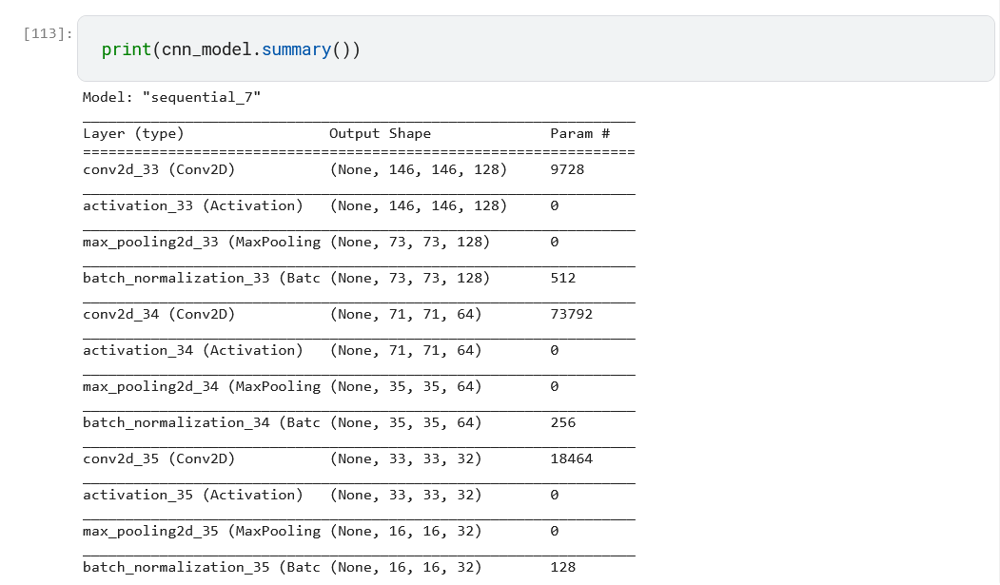 [113]:
print(cnn_model.summary())
Model: "sequential_7"
_________________________________________________________________
Layer (type)                 Output Shape              Param #
=================================================================
conv2d_33 (Conv2D)           (None, 146, 146, 128)     9728
_________________________________________________________________
activation_33 (Activation)   (None, 146, 146, 128)     0
_________________________________________________________________
max_pooling2d_33 (MaxPooling (None, 73, 73, 128)       0
_________________________________________________________________
batch_normalization_33 (Batc (None, 73, 73, 128)       512
_________________________________________________________________
conv2d_34 (Conv2D)           (None, 71, 71, 64)        73792
_________________________________________________________________
activation_34 (Activation)   (None, 71, 71, 64)        0
_________________________________________________________________
max_pooling2d_34 (MaxPooling (None, 35, 35, 64)        0
_________________________________________________________________
batch_normalization_34 (Batc (None, 35, 35, 64)        256
_________________________________________________________________
conv2d_35 (Conv2D)           (None, 33, 33, 32)        18464
_________________________________________________________________
activation_35 (Activation)   (None, 33, 33, 32)        0
_________________________________________________________________
max_pooling2d_35 (MaxPooling (None, 16, 16, 32)        0
_________________________________________________________________
batch_normalization_35 (Batc (None, 16, 16, 32)        128